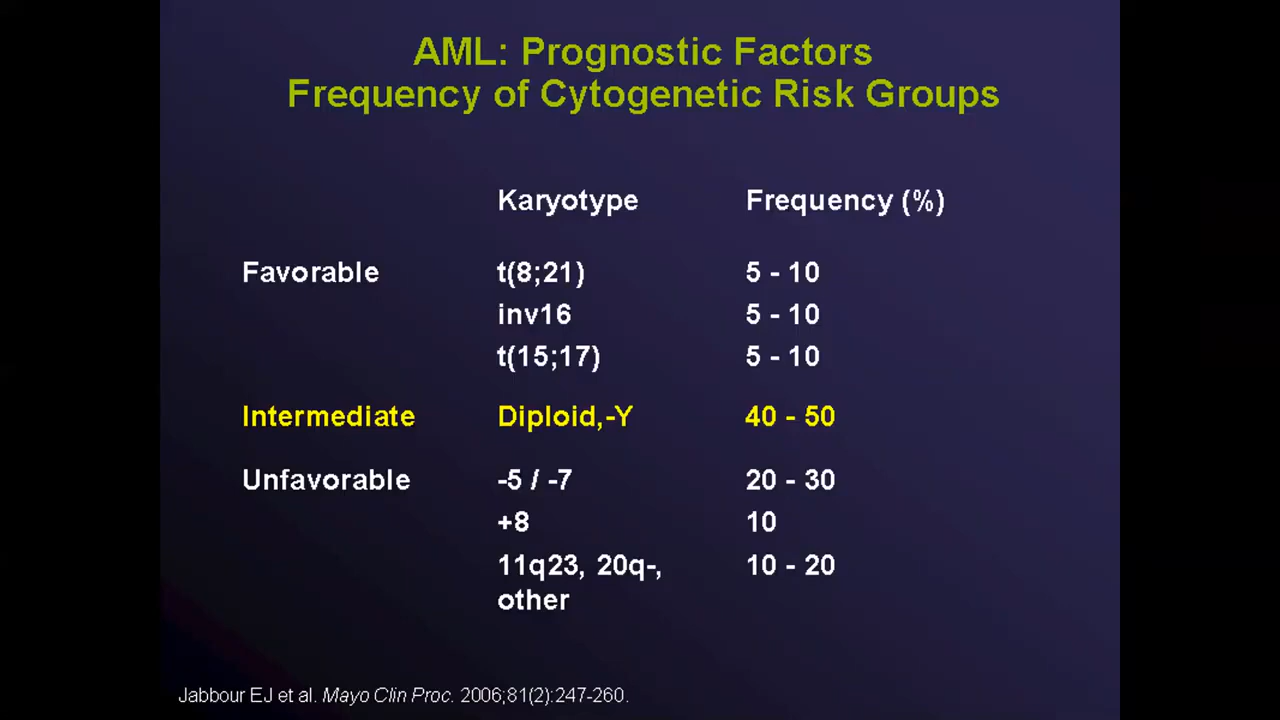 AML: Prognostic Factors
Frequency of Cytogenetic Risk Groups
Karyotype Frequency (%)
Favorable t(8;21) 5 - 10
inv16 5 - 10
t(15;17) 5 - 10
Intermediate Diploid,-Y 40 - 50
Unfavorable -5 / -7 20 - 30
+8 10
11q23, 20q-, 10 - 20
other
Jabbour EJ et al. Mayo Clin Proc. 2006;81(2):247-260.